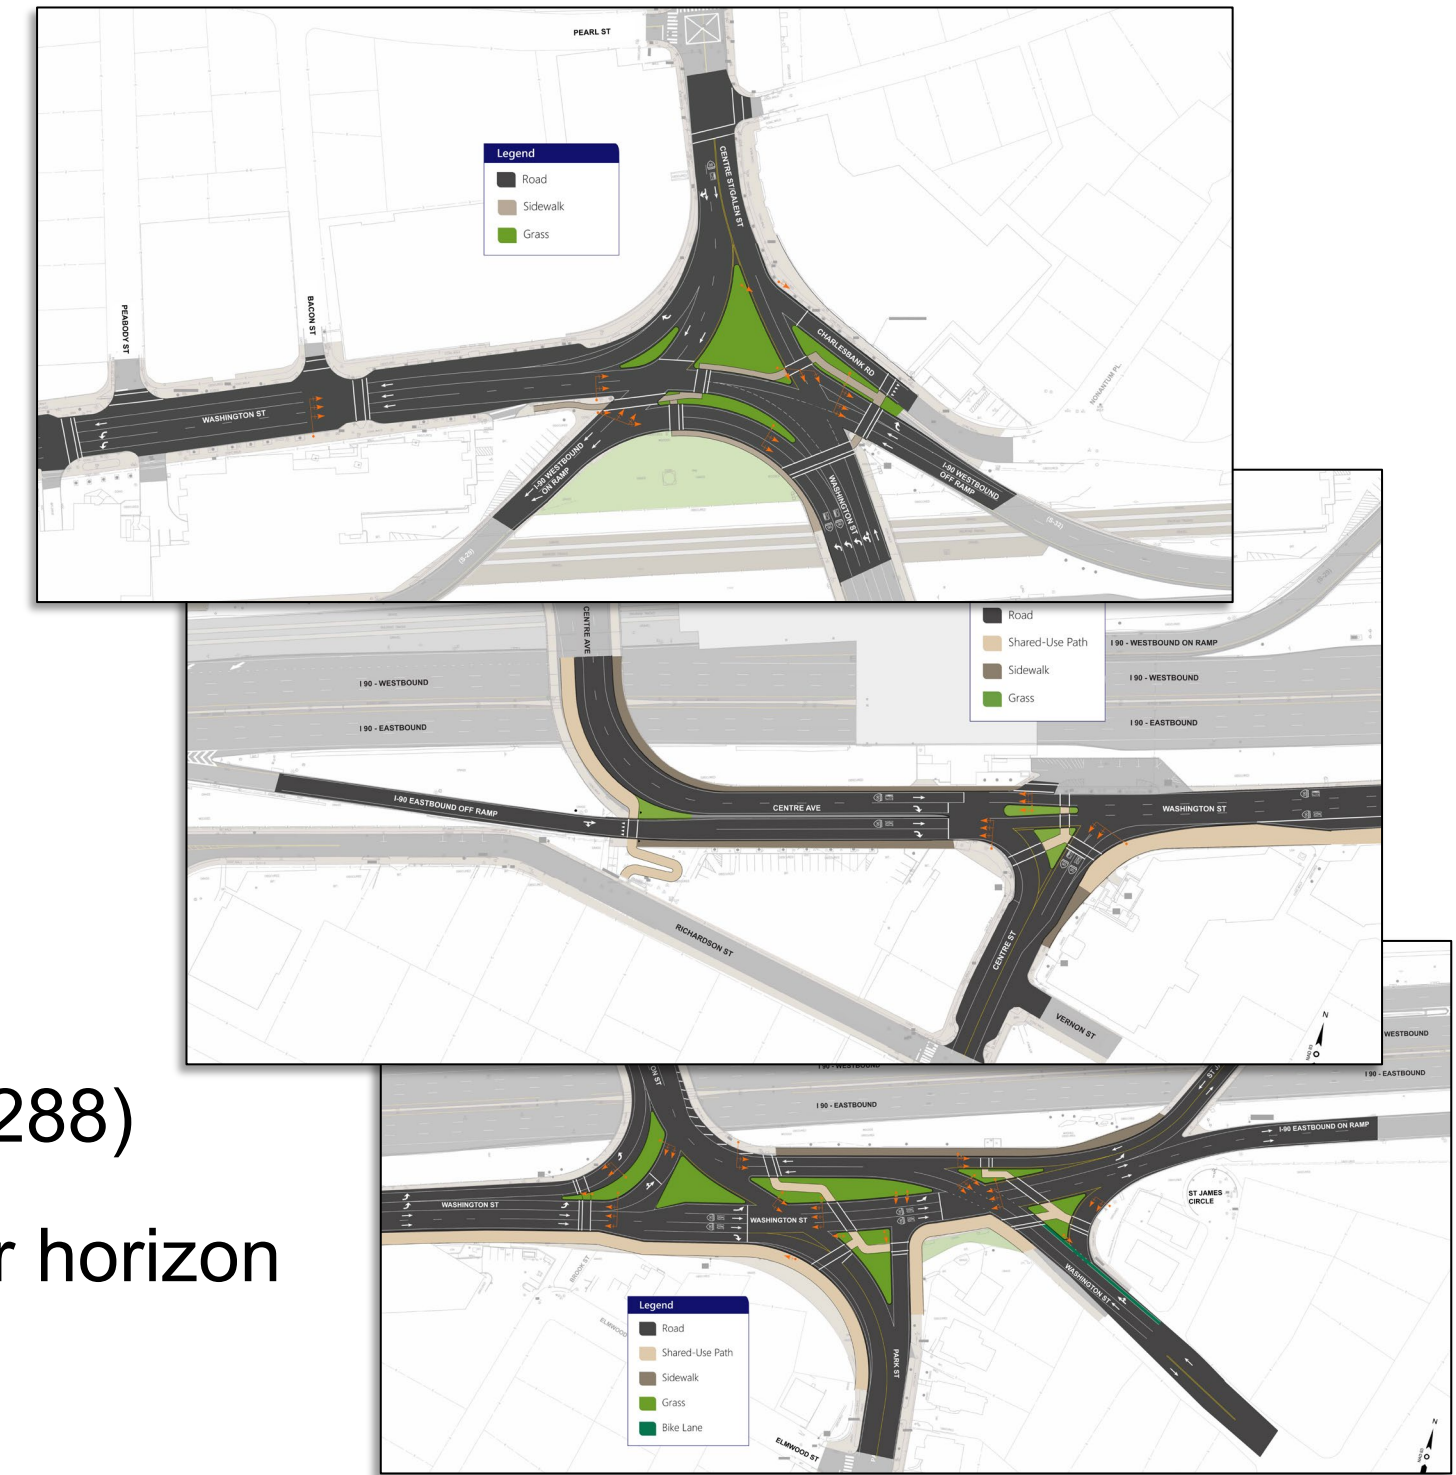 PEARL ST
Legend
Road
Sidewalk
Grass
CENTRE ST/GALEN ST
PEABODY ST
BACON ST
CHARLESBANK RD
NONANTUM PL.
WASHINGTON ST
I-90 WESTBOUND
ON RAMP
I-90 WESTBOUND
OFF RAMP
WASHINGTON ST
CENTRE AVE
Road
Shared-Use Path
Sidewalk
Grass
I 90 - WESTBOUND ON RAMP
I 90 - WESTBOUND
I 90 - WESTBOUND
I 90 - EASTBOUND
I 90 - EASTBOUND
I-90 EASTBOUND OFF RAMP
CENTRE AVE
WASHINGTON ST
RICHARDSON ST
CENTRE ST
VERNON ST
N
WESTBOUND
I 90 - EASTBOUND
I 90 - EASTBOUND
288)
r horizon
I-90 EASTBOUND ON RAMP
ST JAMES
CIRCLE
WASHINGTON ST
WASHINGTON ST
BROOK ST
WASHINGTON ST
ELMWOOD
Legend
Road
Shared-Use Path
Sidewalk
Grass
Bike Lane
PARK ST
ELMWOOD ST
N